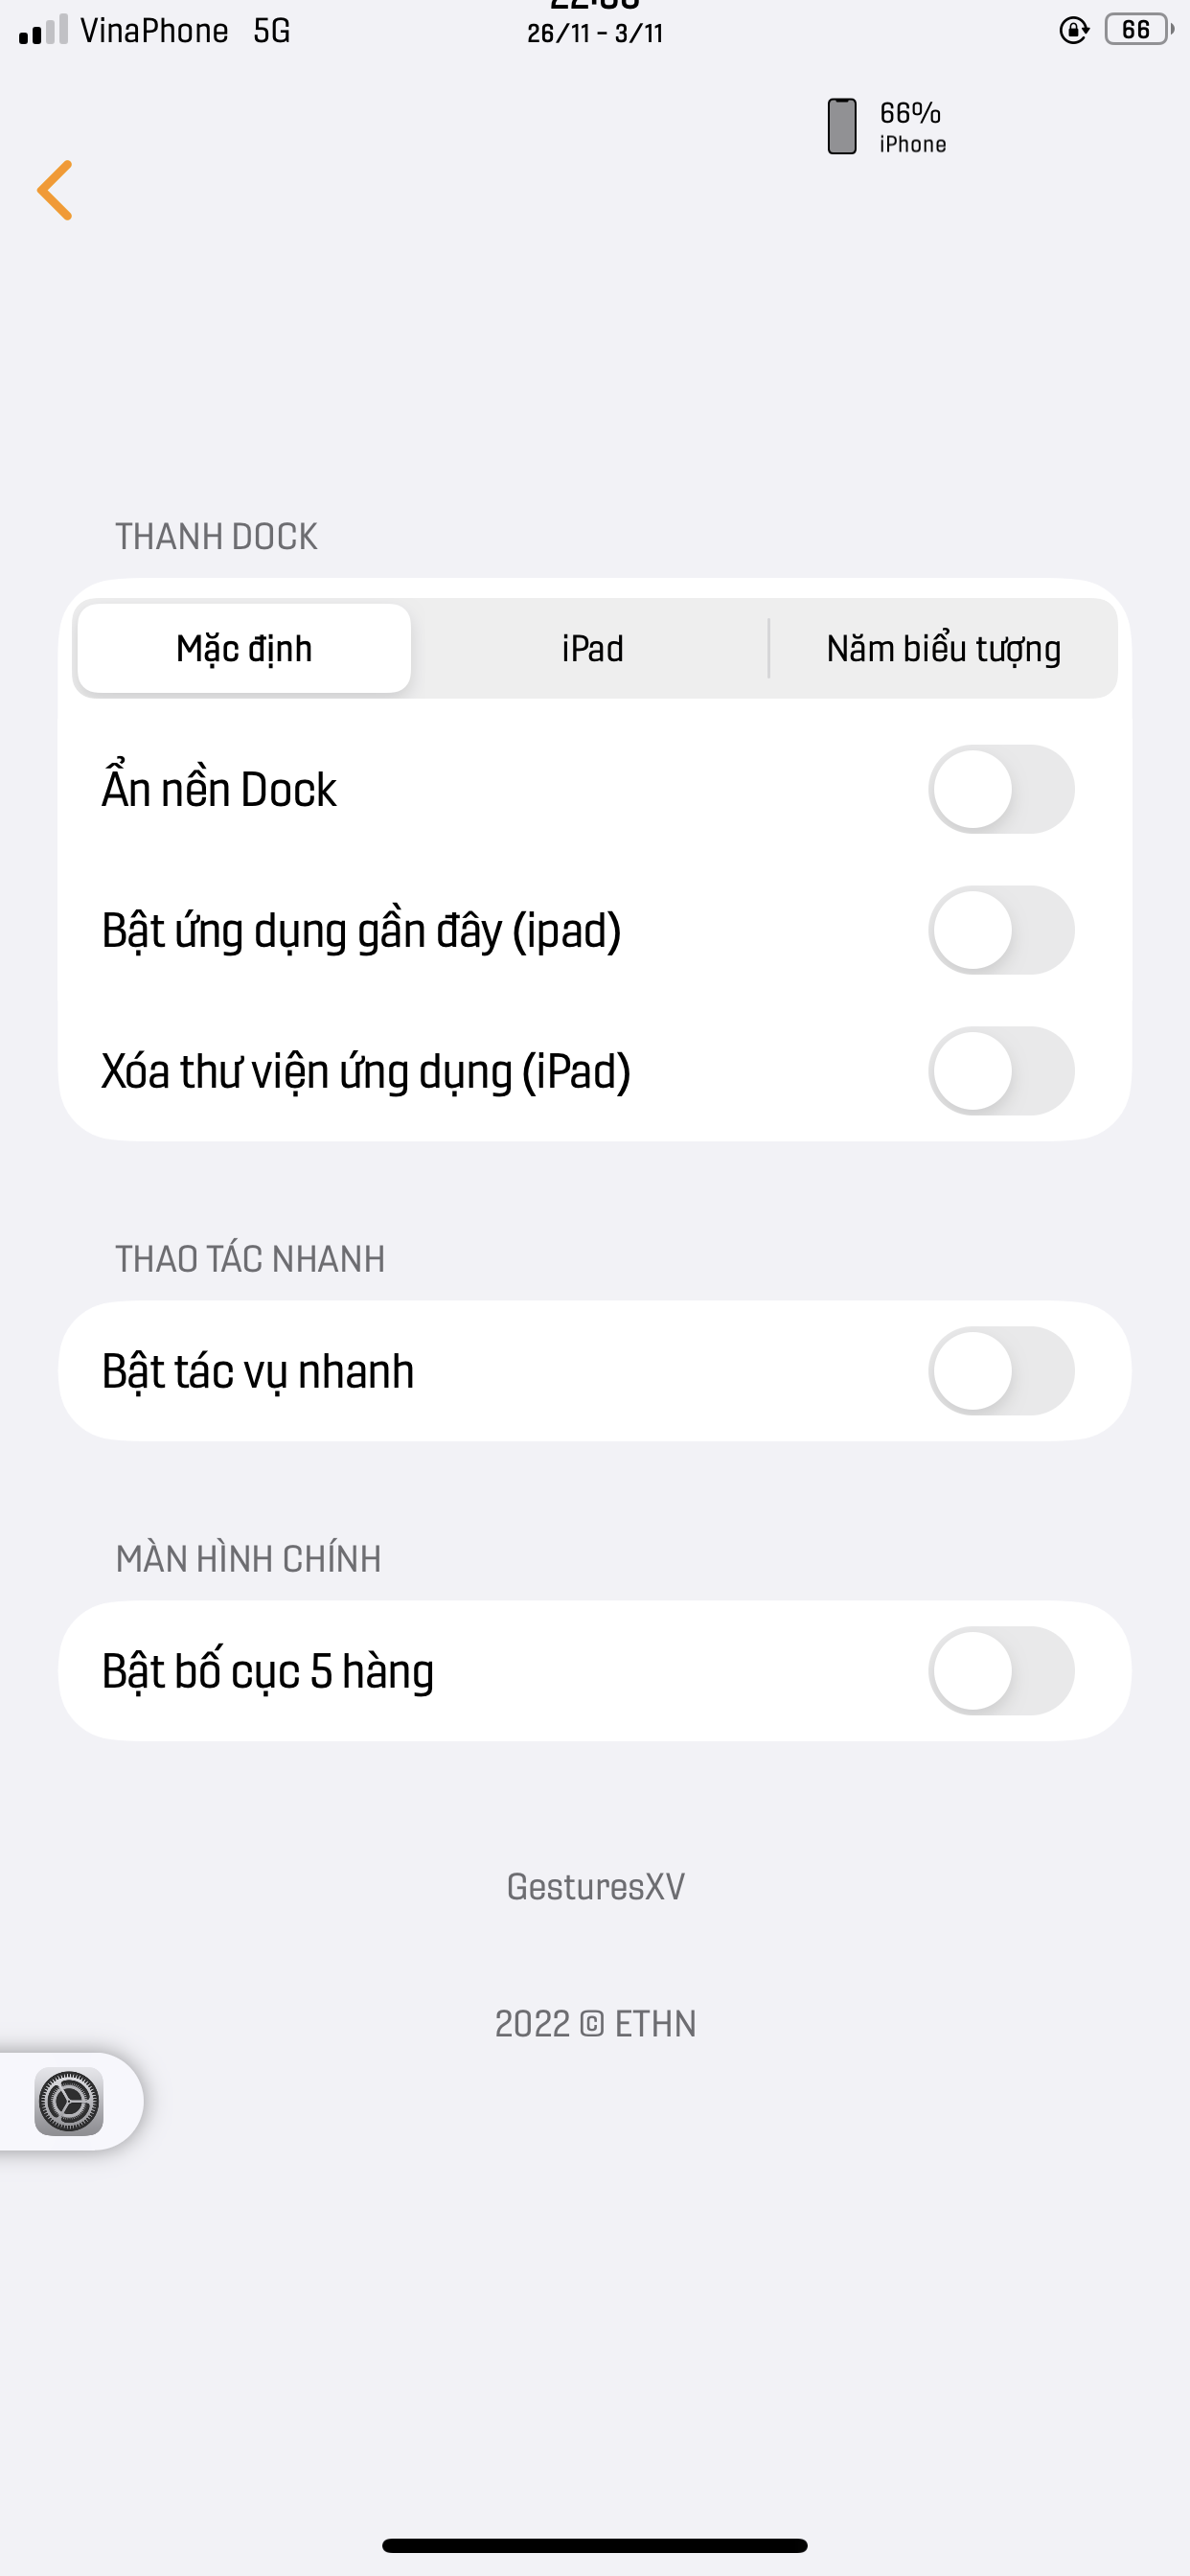 VinaPhone 5G
26/11 - 3/11
66
66%
iPhone
THANH DOCK
Mặc định iPad Năm biểu tượng
Ẩn nền Dock
Bật ứng dụng gần đây (ipad)
Xóa thư viện ứng dụng (iPad)
THAO TÁC NHANH
Bật tác vụ nhanh
MÀN HÌNH CHÍNH
Bật bố cục 5 hàng
GesturesXV
2022 © ETHN